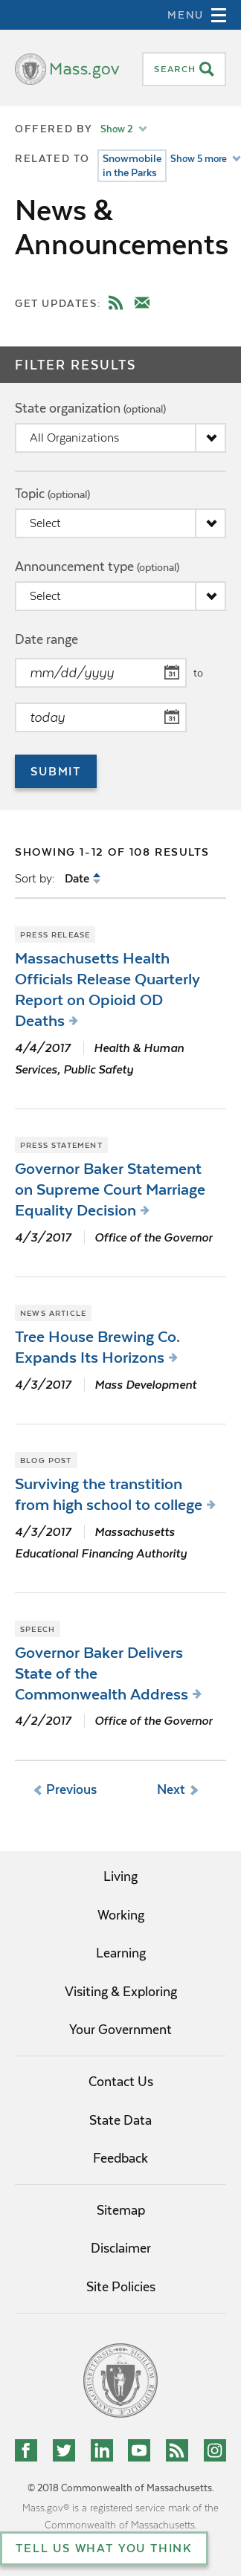 MENU
Mass.gov
SEARCH
OFFERED BY Show 2
RELATED TO Snowmobile Show 5 more
in the Parks
News &
Announcements
GET UPDATES:
FILTER RESULTS
State organization (optional)
All Organizations
Topic (optional)
Select
Announcement type (optional)
Select
Date range
mm/dd/yyyy 31 to
today 31
SUBMIT
SHOWING 1-12 OF 108 RESULTS
Sort by: Date
PRESS RELEASE
Massachusetts Health
Officials Release Quarterly
Report on Opioid OD
Deaths
4/4/2017 Health & Human
Services, Public Safety
PRESS STATEMENT
Governor Baker Statement
on Supreme Court Marriage
Equality Decision
4/3/2017 Office of the Governor
NEWS ARTICLE
Tree House Brewing Co.
Expands Its Horizons
4/3/2017 Mass Development
BLOG POST
Surviving the transtition
from high school to college
4/3/2017 Massachusetts
Educational Financing Authority
SPEECH
Governor Baker Delivers
State of the
Commonwealth Address
4/2/2017 Office of the Governor
Previous Next
Living
Working
Learning
Visiting & Exploring
Your Government
Contact Us
State Data
Feedback
Sitemap
Disclaimer
Site Policies
© 2018 Commonwealth of Massachusetts.
Mass.gov® is a registered service mark of the
Commonwealth of Massachusetts.
TELL US WHAT YOU THINK